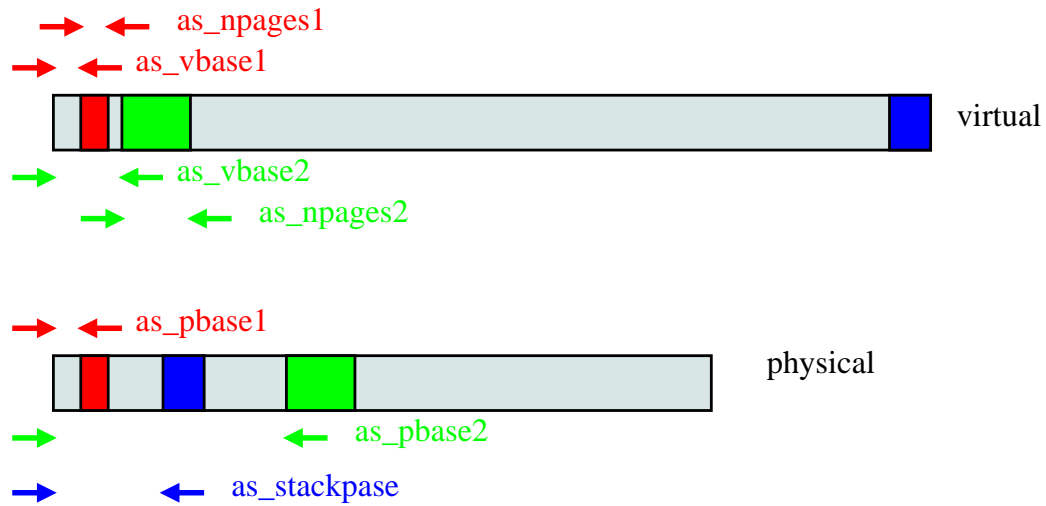 as_npages1
as_vbase1
virtual
as_vbase2
as_npages2
as_pbase1
physical
as_pbase2
as_stackpase